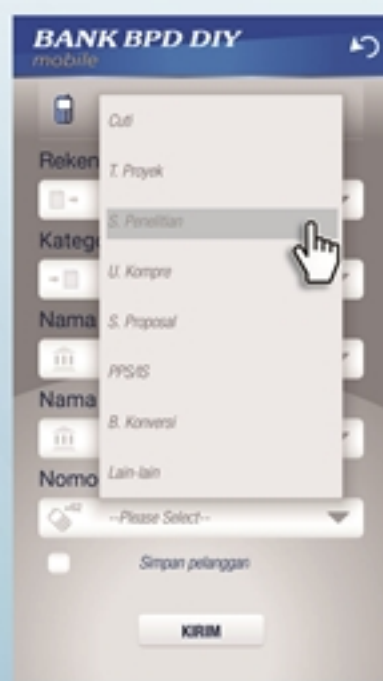 BANK BPD DIY
mobile
Cuti
Reken
T. Proyek
S. Penelitian
Katego
U. Kompre
Nama
S. Proposal
PPS/IS
Nama
B. Konversi
Nomo
Lain-lain
--Please Select--
Simpan pelanggan
KIRIM